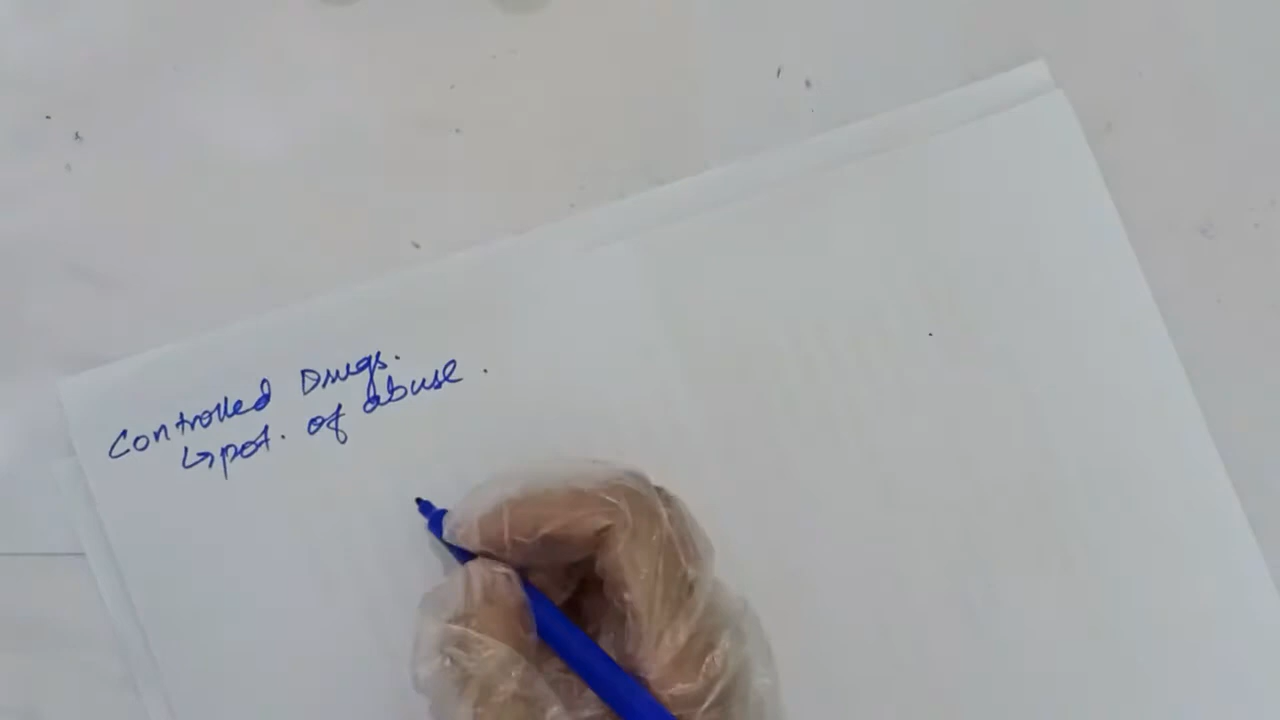 Controlled Drugs.
↳pot. of abuse.